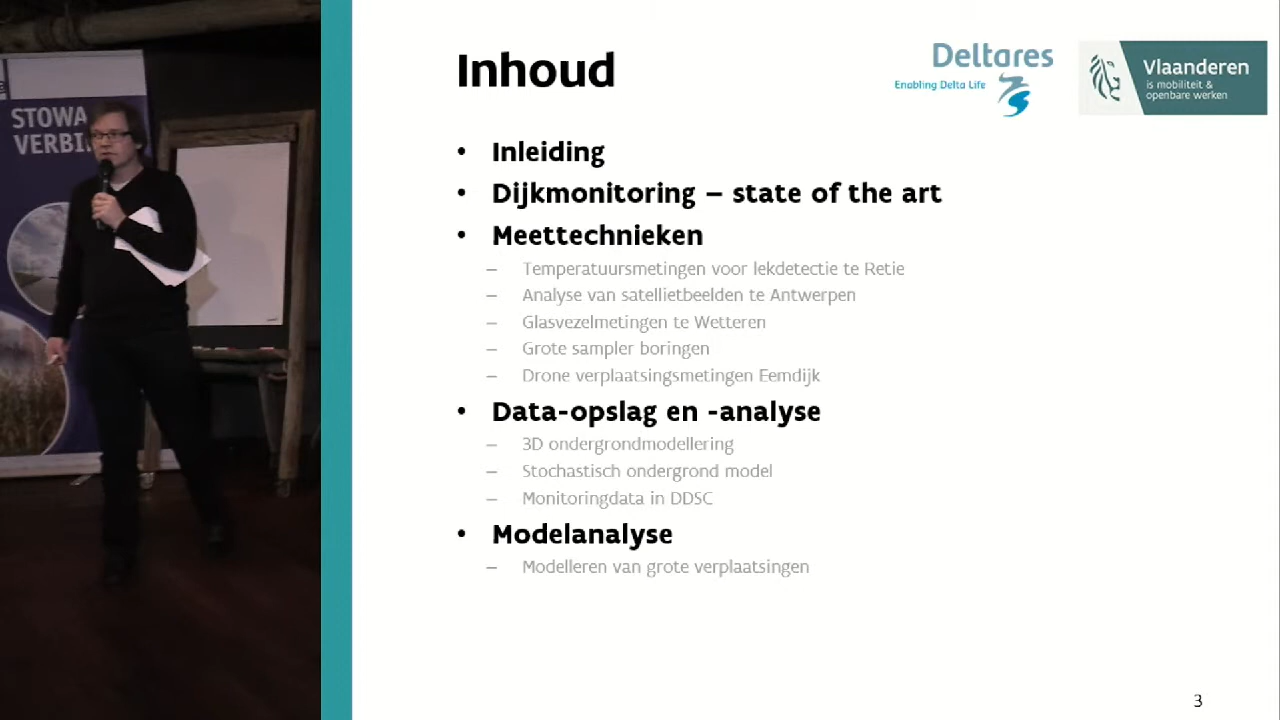 STOWA
VERBI
Inhoud
Deltares
Enabling Delta Life
Vlaanderen
is mobiliteit &
openbare werken
• Inleiding
• Dijkmonitoring – state of the art
• Meettechnieken
– Temperatuursmetingen voor lekdetectie te Retie
– Analyse van satellietbeelden te Antwerpen
– Glasvezelmetingen te Wetteren
– Grote sampler boringen
– Drone verplaatsingsmetingen Eemdijk
• Data-opslag en -analyse
– 3D ondergrondmodellering
– Stochastisch ondergrond model
– Monitoringdata in DDSC
• Modelanalyse
– Modelleren van grote verplaatsingen
3